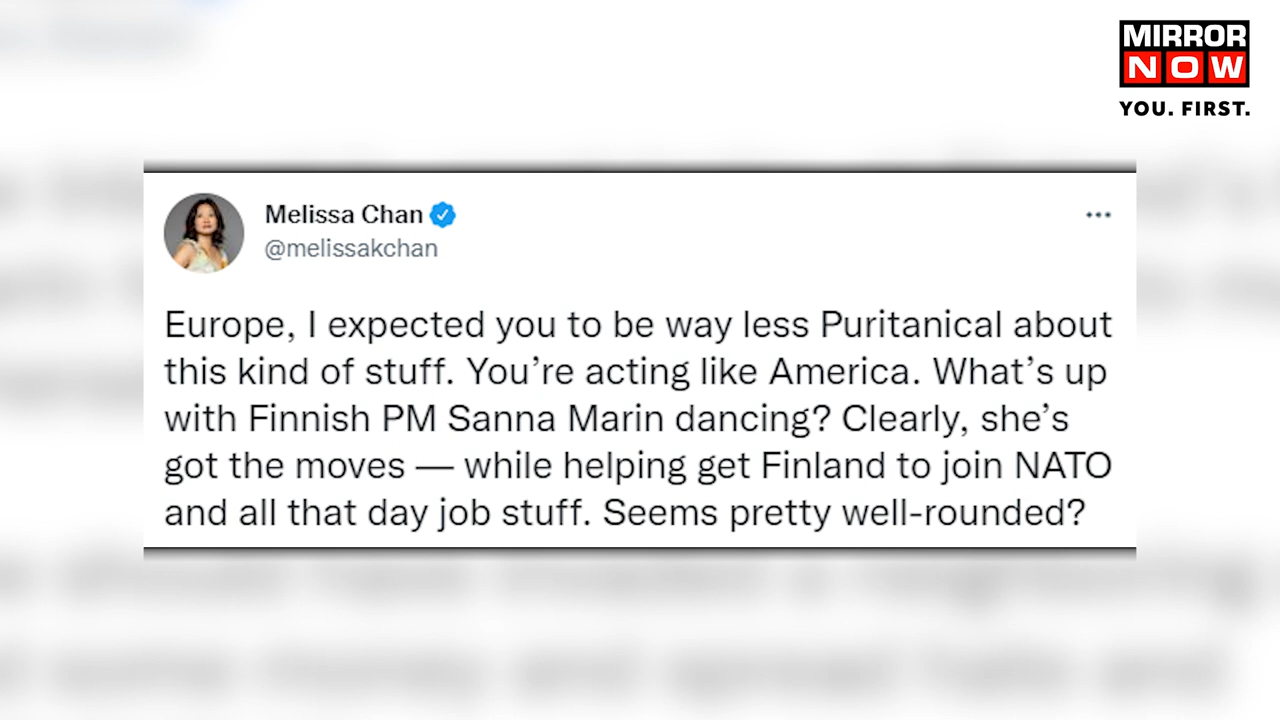 MIRROR
NOW
YOU. FIRST.
Melissa Chan
@melissakchan
Europe, I expected you to be way less Puritanical about
this kind of stuff. You’re acting like America. What’s up
with Finnish PM Sanna Marin dancing? Clearly, she’s
got the moves — while helping get Finland to join NATO
and all that day job stuff. Seems pretty well-rounded?